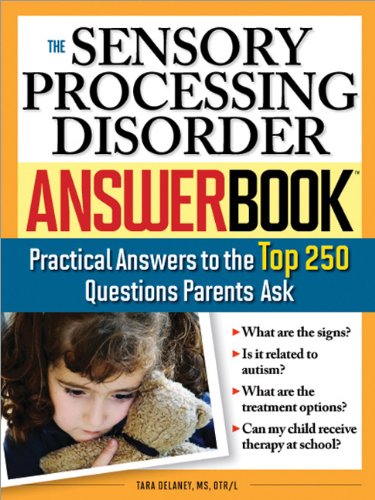 THE SENSORY
PROCESSING
DISORDER
ANSWERBOOK™
Practical Answers to the Top 250
Questions Parents Ask
What are the signs?
Is it related to
autism?
What are the
treatment options?
Can my child receive
therapy at school?
TARA DELANEY, MS, OTR/L